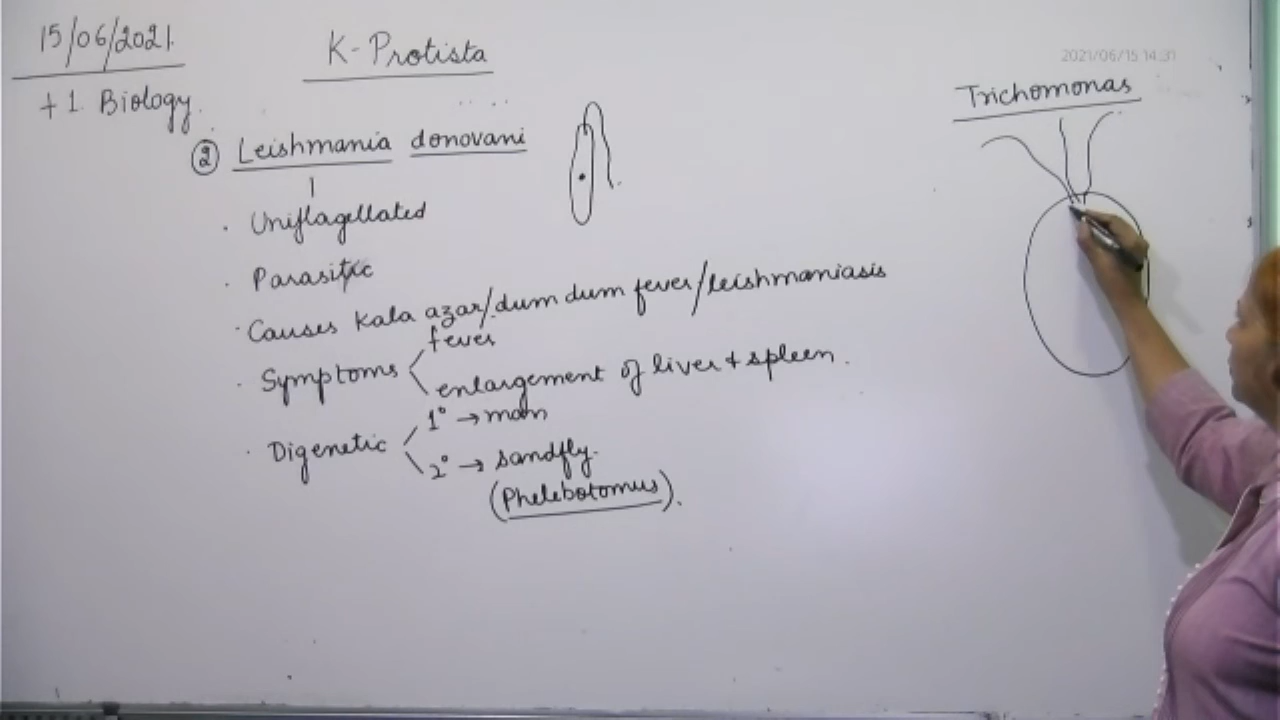 15/06/2021.
K-Protista
2021/06/15 14:31
+1 Biology.
Trichomonas
② Leishmania donovani
· Uniflagellated
· Parasitic
· Causes Kala azar/dum dum fever/leishmaniasis
· Symptoms fever
enlargement of liver + spleen.
· Digenetic 1° → man
2° → sandfly.
(Phelebotomus).